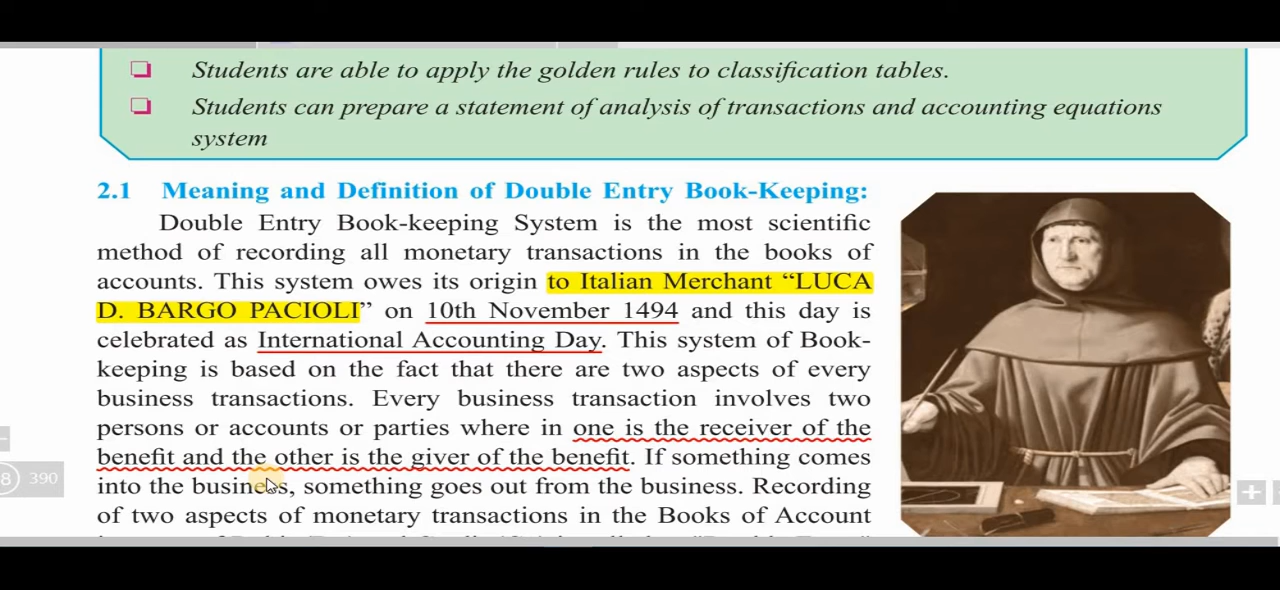 Students are able to apply the golden rules to classification tables.
Students can prepare a statement of analysis of transactions and accounting equations
system
2.1 Meaning and Definition of Double Entry Book-Keeping:
Double Entry Book-keeping System is the most scientific
method of recording all monetary transactions in the books of
accounts. This system owes its origin to Italian Merchant “LUCA
D. BARGO PACIOLI” on 10th November 1494 and this day is
celebrated as International Accounting Day. This system of Book-
keeping is based on the fact that there are two aspects of every
business transactions. Every business transaction involves two
persons or accounts or parties where in one is the receiver of the
benefit and the other is the giver of the benefit. If something comes
into the business, something goes out from the business. Recording
of two aspects of monetary transactions in the Books of Account
8 390